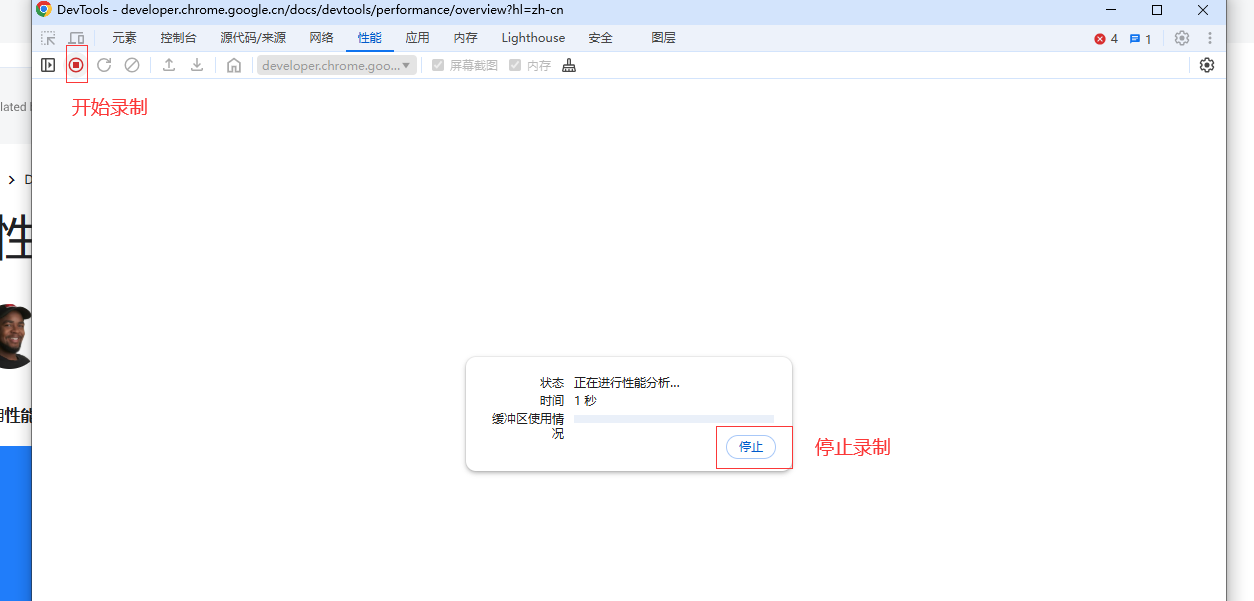 DevTools - developer.chrome.google.cn/docs/devtools/performance/overview?hl=zh-cn
元素 控制台 源代码/来源 网络 性能 应用 内存 Lighthouse 安全 图层 4 1
developer.chrome.goo... 屏幕截图 内存
lated
开始录制
D
性
状态 正在进行性能分析...
时间 1 秒
缓冲区使用情
况
性能
停止
停止录制